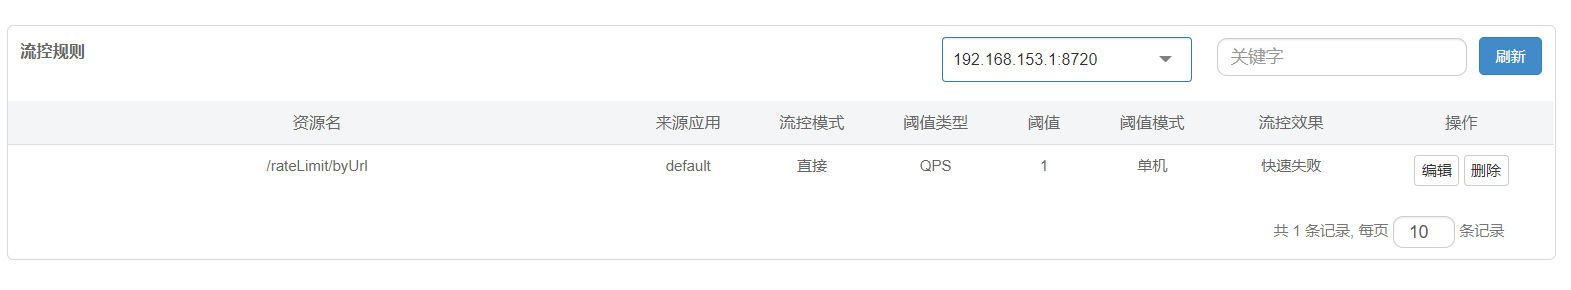 流控规则 192.168.153.1:8720 关键字 刷新
资源名 来源应用 流控模式 阈值类型 阈值 阈值模式 流控效果 操作
/rateLimit/byUrl default 直接 QPS 1 单机 快速失败 编辑 删除
共 1 条记录, 每页 10 条记录